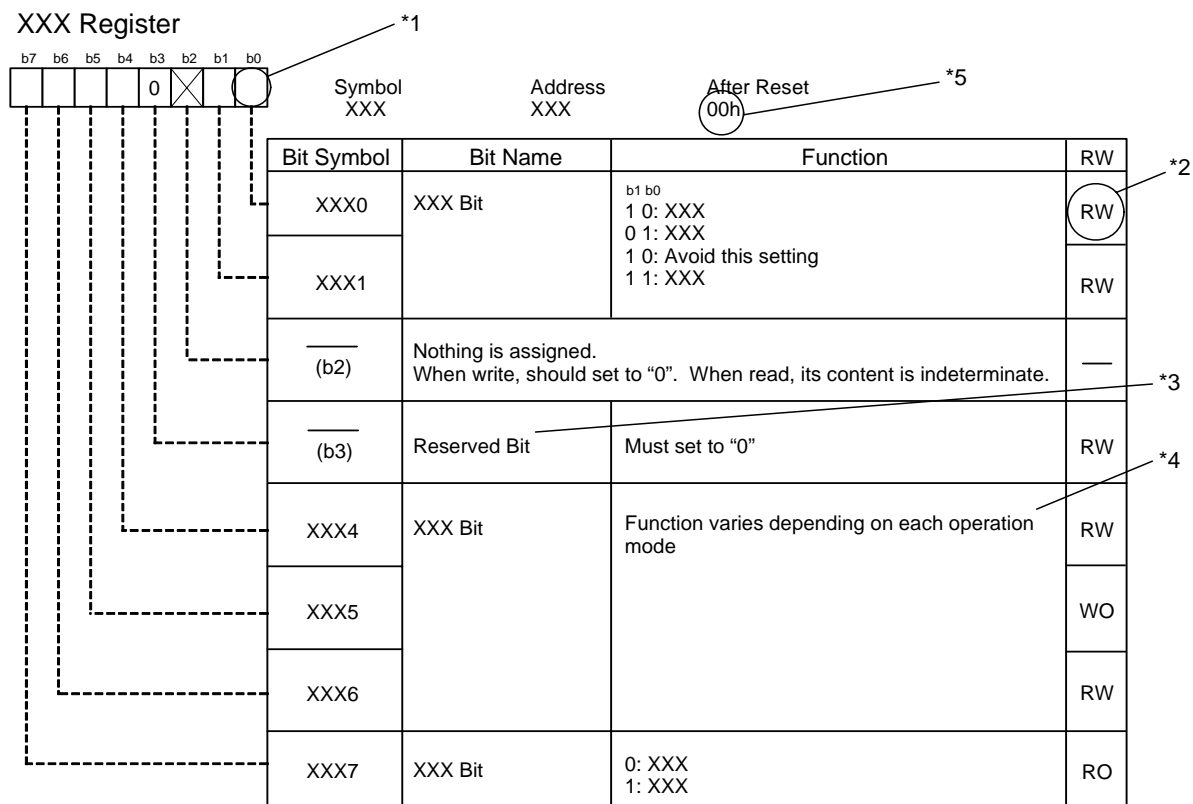 XXX Register
*1
b7 b6 b5 b4 b3 b2 b1 b0
0
Symbol Address After Reset
XXX XXX 00h
*5
Bit Symbol Bit Name Function RW
*2
XXX0 XXX Bit b1 b0
1 0: XXX
0 1: XXX
1 0: Avoid this setting
1 1: XXX
RW
XXX1 RW
(b2) Nothing is assigned.
When write, should set to “0”. When read, its content is indeterminate.
—
*3
(b3) Reserved Bit Must set to “0” RW
*4
XXX4 XXX Bit Function varies depending on each operation
mode
RW
XXX5 WO
XXX6 RW
XXX7 XXX Bit 0: XXX
1: XXX
RO